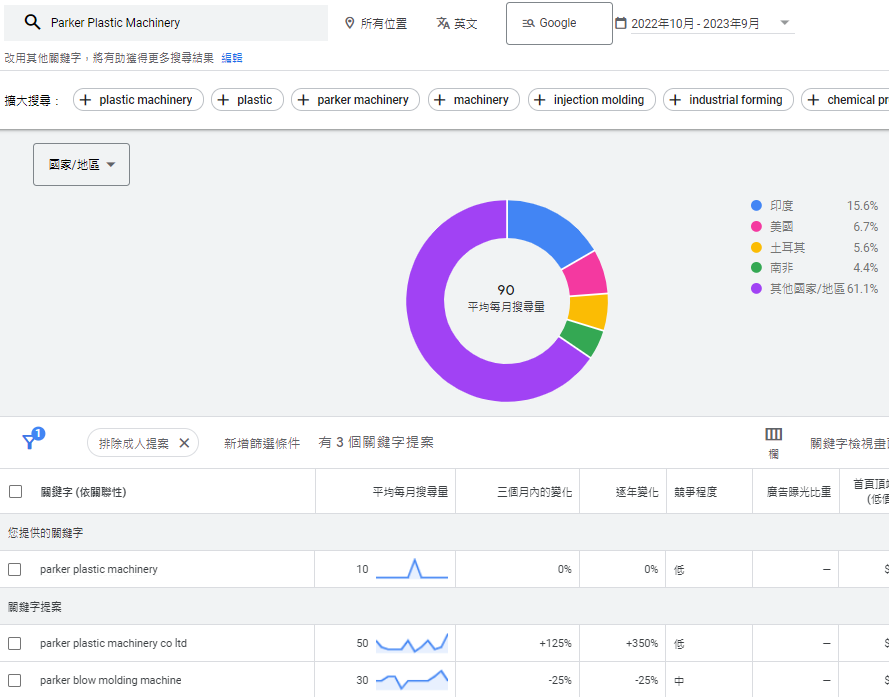 Parker Plastic Machinery 所有位置 英文 Google 2022年10月 - 2023年9月
改用其他關鍵字，將有助獲得更多搜尋結果 編輯
擴大搜尋： plastic machinery plastic parker machinery machinery injection molding industrial forming chemical pr
國家/地區
印度 15.6%
美國 6.7%
土耳其 5.6%
南非 4.4%
其他國家/地區 61.1%
90
平均每月搜尋量
1
排除成人提案 新增篩選條件 有 3 個關鍵字提案 欄 關鍵字檢視畫面
關鍵字 (依關聯性) 平均每月搜尋量 三個月內的變化 逐年變化 競爭程度 廣告曝光比重 首頁頂端
(低價
您提供的關鍵字
parker plastic machinery 10 0% 0% 低 – $
關鍵字提案
parker plastic machinery co ltd 50 +125% +350% 低 – $
parker blow molding machine 30 -25% -25% 中 – $